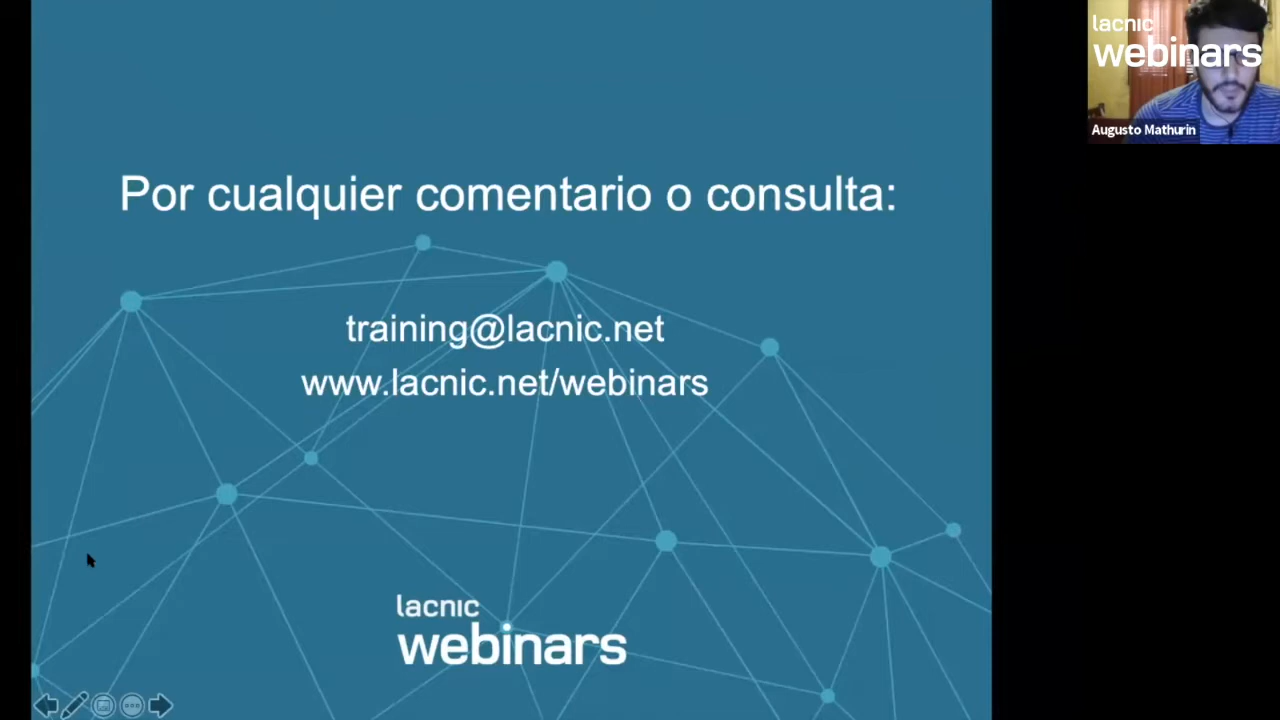 Por cualquier comentario o consulta:
training@lacnic.net
www.lacnic.net/webinars
lacnic
webinars
lacnic
webinars
Augusto Mathurin